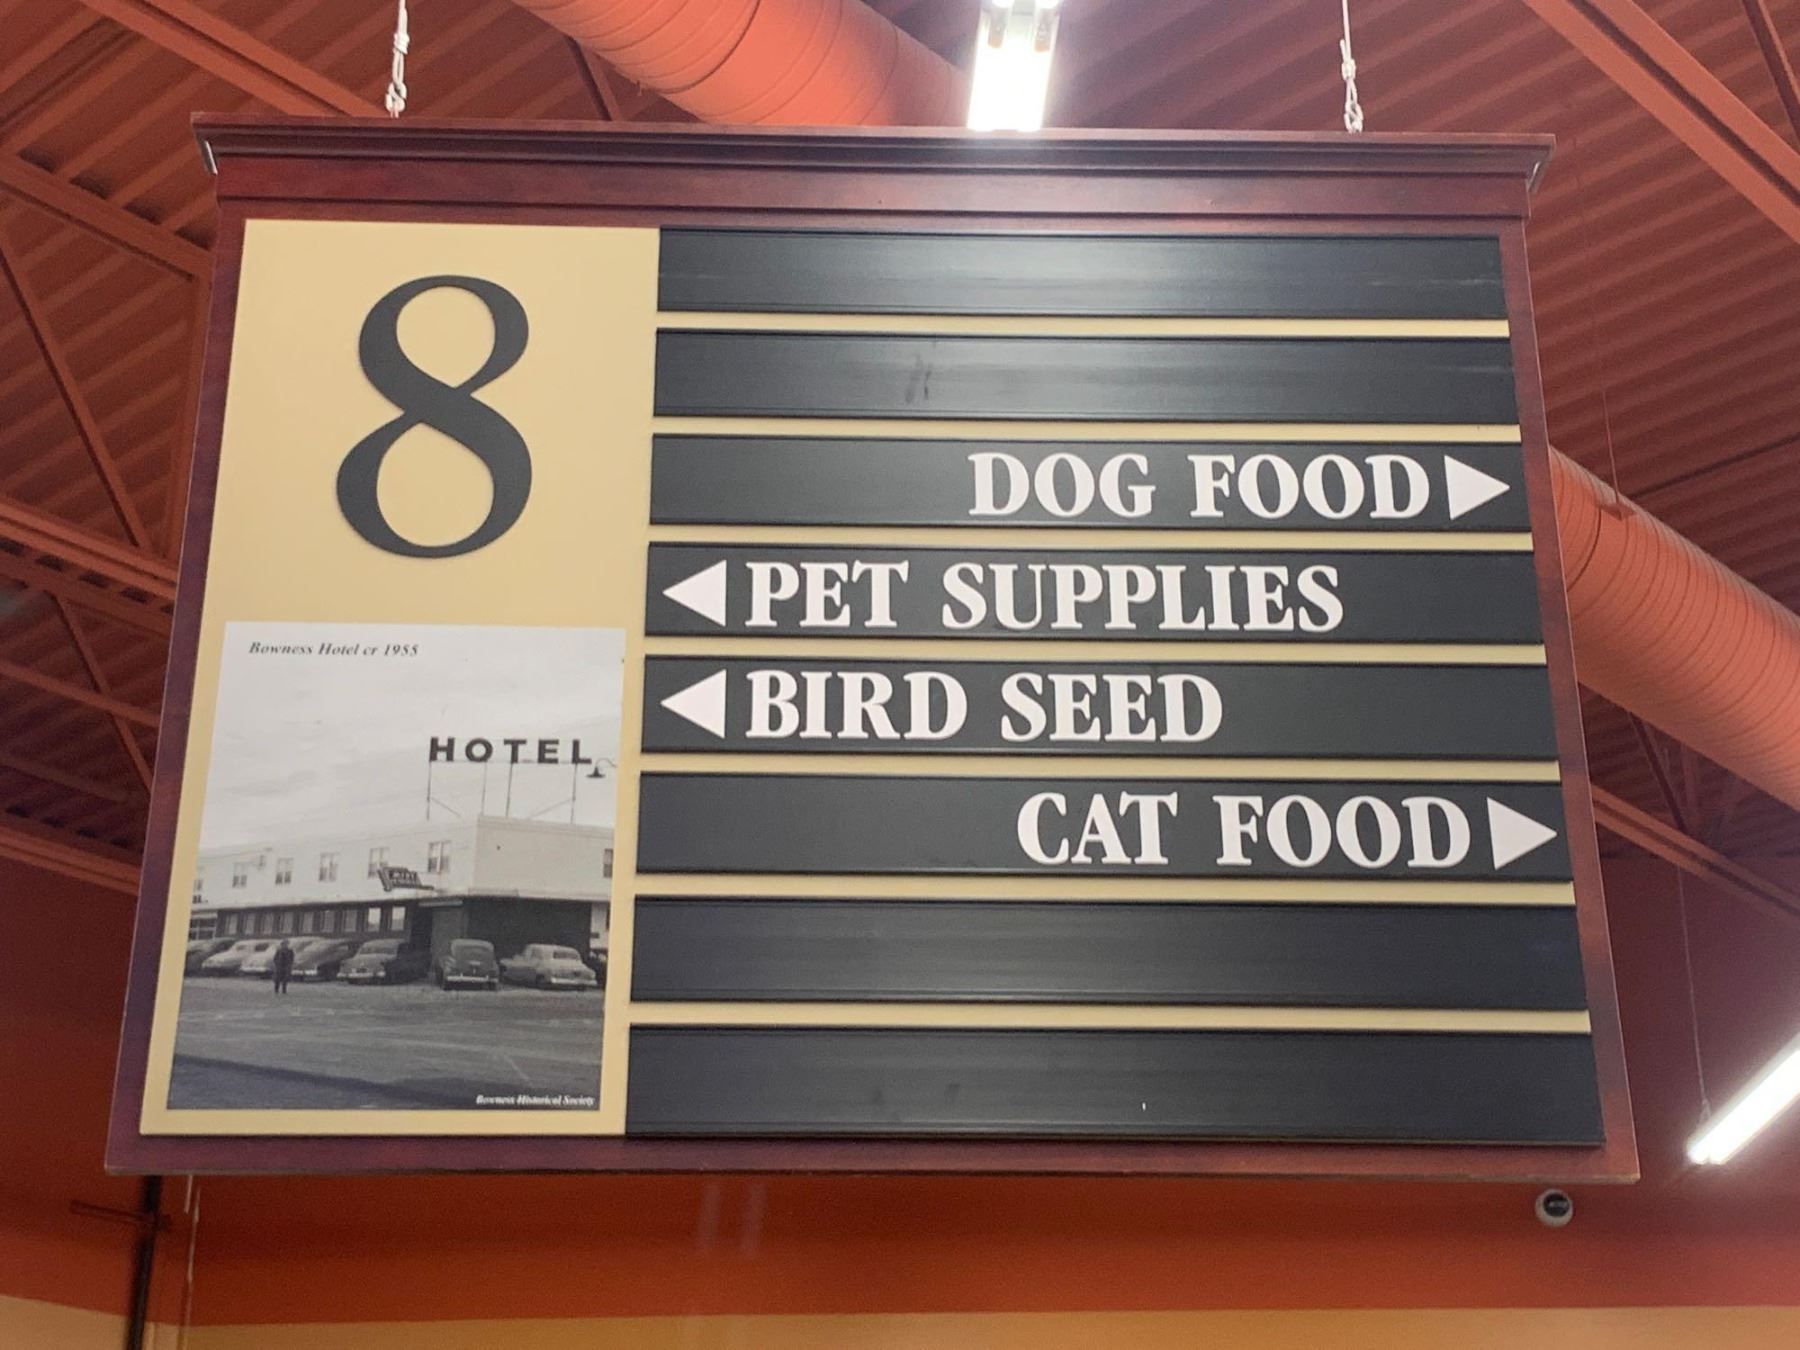 8
DOG FOOD
PET SUPPLIES
BIRD SEED
CAT FOOD
Bowness Hotel cr 1955
HOTEL
Bowness Historical Society